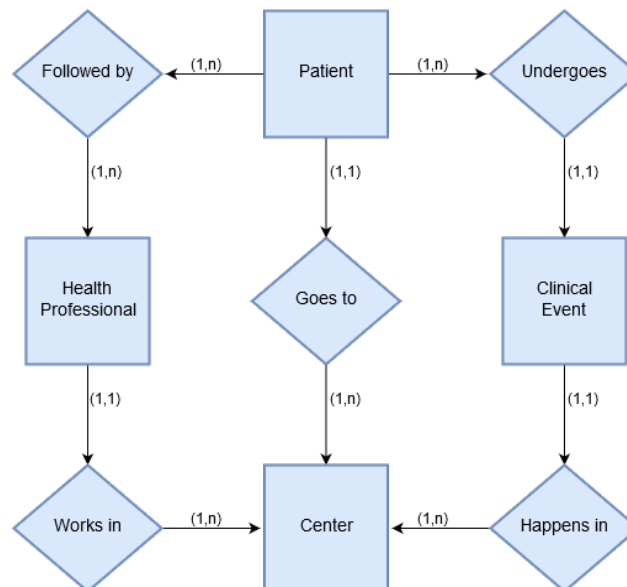 Followed by
(1,n)
Patient
(1,n)
Undergoes
(1,n)
(1,1)
(1,1)
Health
Professional
Goes to
Clinical
Event
(1,1)
(1,n)
(1,1)
Works in
(1,n)
Center
(1,n)
Happens in